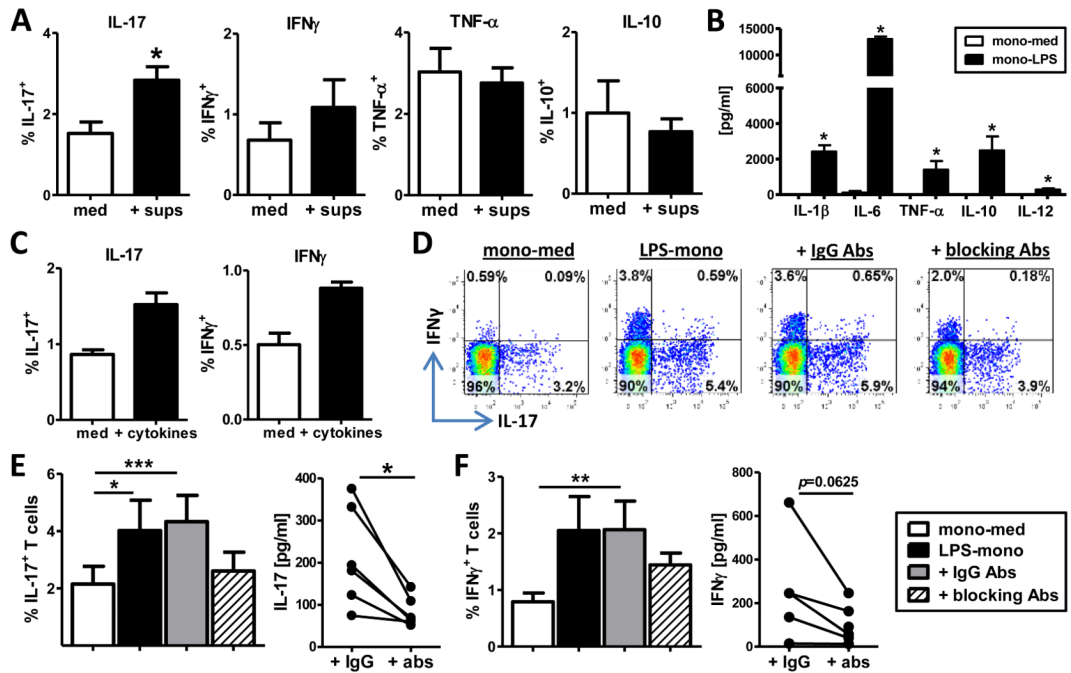 A
IL-17
% IL-17+
4
2
0
med
+ sups
*
IFNγ
% IFNγ+
2
1
0
med
+ sups
TNF-α
% TNF-α+
4
2
0
med
+ sups
IL-10
% IL-10+
2
1
0
med
+ sups
B
[pg/ml]
15000
10000
6000
4000
2000
0
* * * * *
IL-1β IL-6 TNF-α IL-10 IL-12
mono-med
mono-LPS
C
IL-17
% IL-17+
2
1
0
med + cytokines
IFNγ
% IFNγ+
1.0
0.5
0.0
med + cytokines
D
mono-med
0.59% 0.09%
96% 3.2%
LPS-mono
3.8% 0.59%
90% 5.4%
+ IgG Abs
3.6% 0.65%
90% 5.9%
+ blocking Abs
2.0% 0.18%
94% 3.9%
IFNγ
IL-17
E
% IL-17+ T cells
6
4
2
***
*
IL-17 [pg/ml]
400
300
200
100
0
*
+ IgG + abs
F
% IFNγ+ T cells
3
2
1
0
**
IFNγ [pg/ml]
800
600
400
200
0
p=0.0625
+ IgG + abs
mono-med
LPS-mono
+ IgG Abs
+ blocking Abs